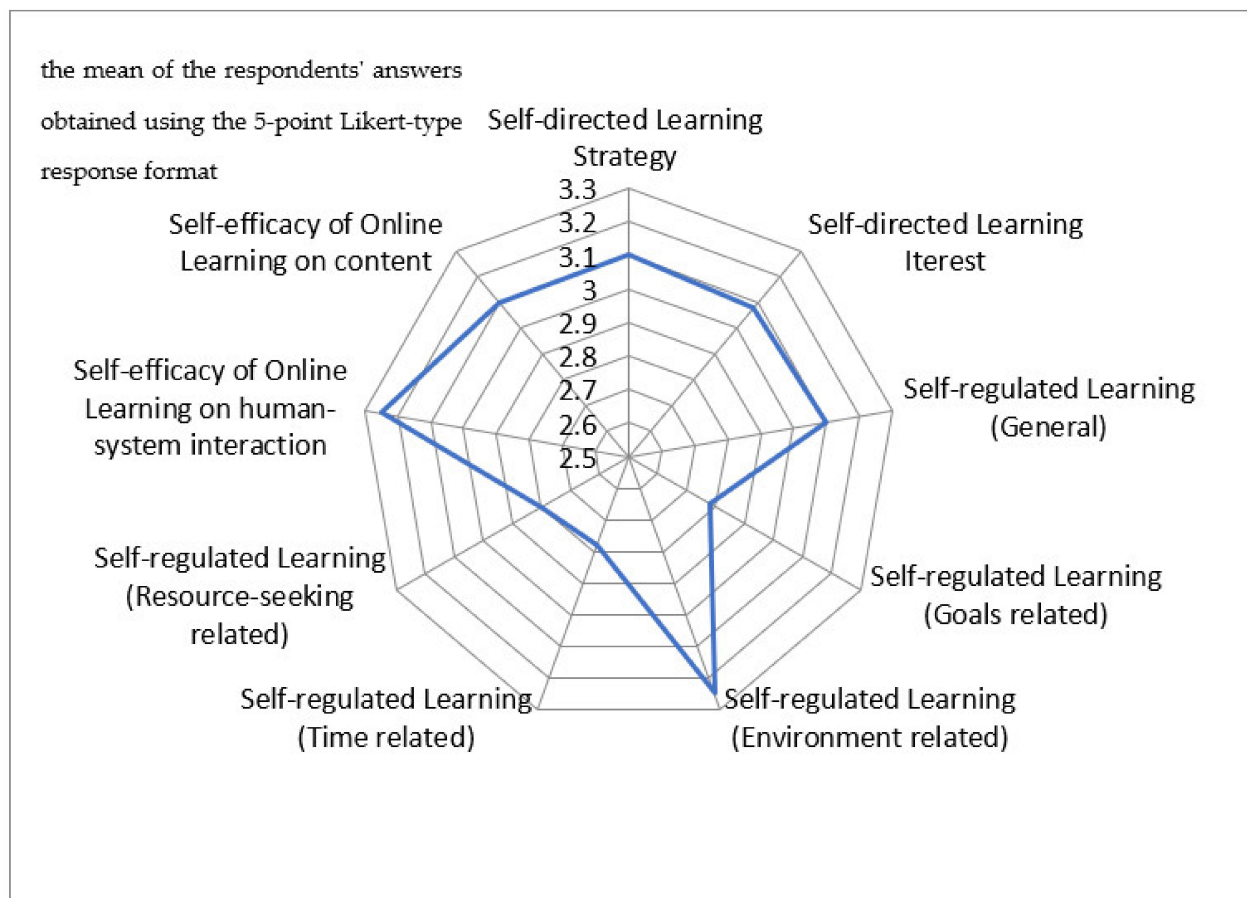 the mean of the respondents' answers
obtained using the 5-point Likert-type
response format
Self-directed Learning
Strategy
Self-directed Learning
Iterest
Self-regulated Learning
(General)
Self-regulated Learning
(Goals related)
Self-regulated Learning
(Environment related)
Self-regulated Learning
(Time related)
Self-regulated Learning
(Resource-seeking
related)
Self-efficacy of Online
Learning on human-
system interaction
Self-efficacy of Online
Learning on content
3.3
3.2
3.1
3
2.9
2.8
2.7
2.6
2.5